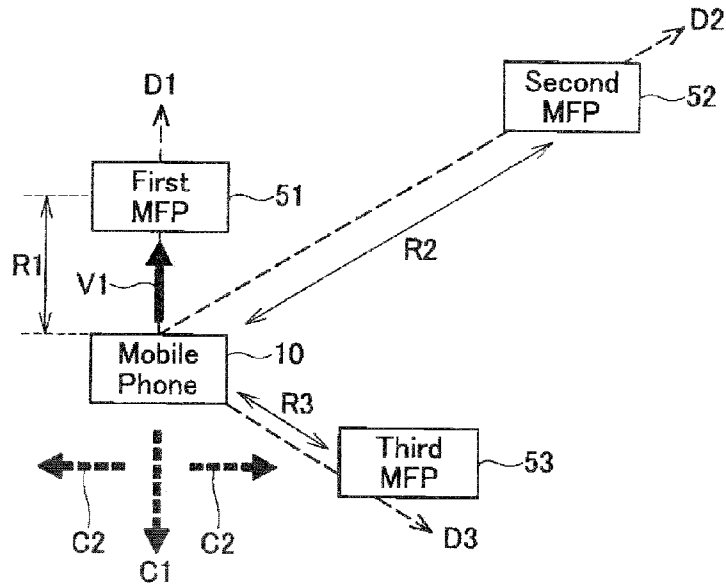 D2
Second
MFP
52
D1
First
MFP
51
R1
V1
R2
Mobile
Phone
10
R3
Third
MFP
53
C2
C2
C1
D3